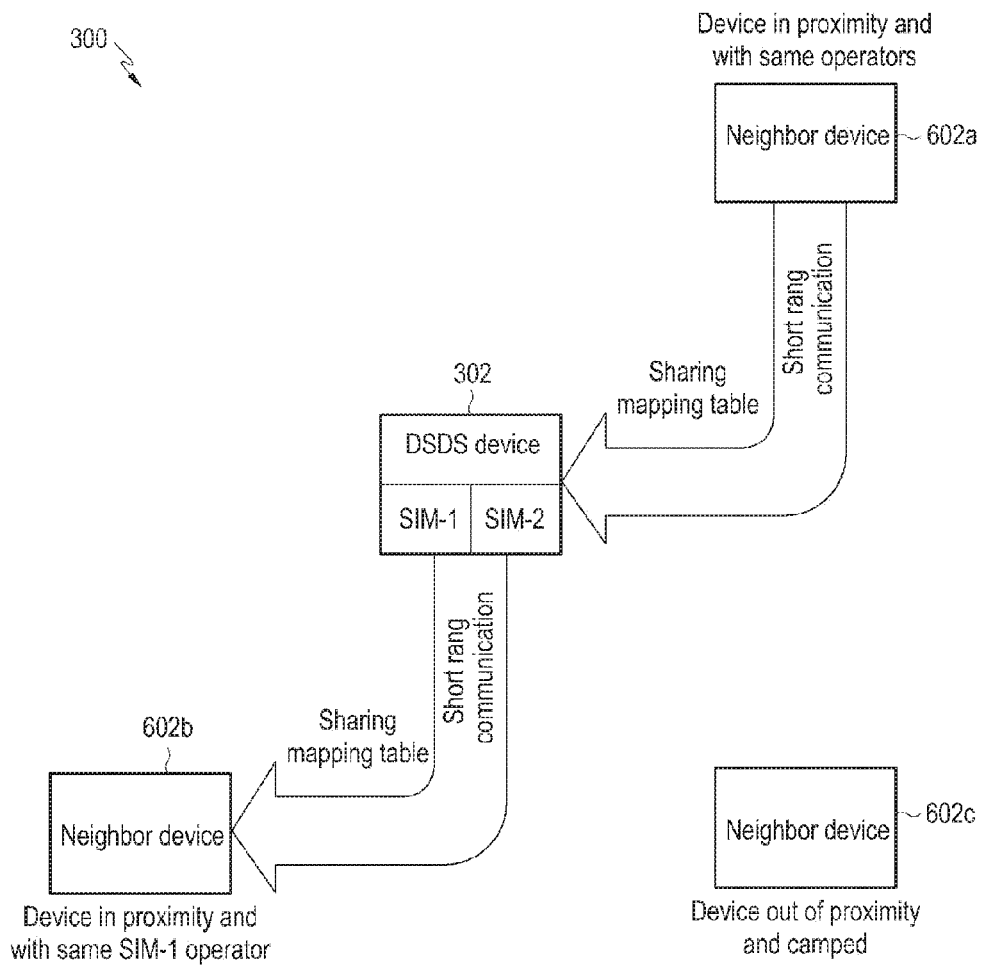 300
Device in proximity and
with same operators
Neighbor device
602a
Short rang
communication
Sharing
mapping table
302
DSDS device
SIM-1
SIM-2
Short rang
communication
Sharing
mapping table
602b
Neighbor device
Device in proximity and
with same SIM-1 operator
Neighbor device
602c
Device out of proximity
and camped